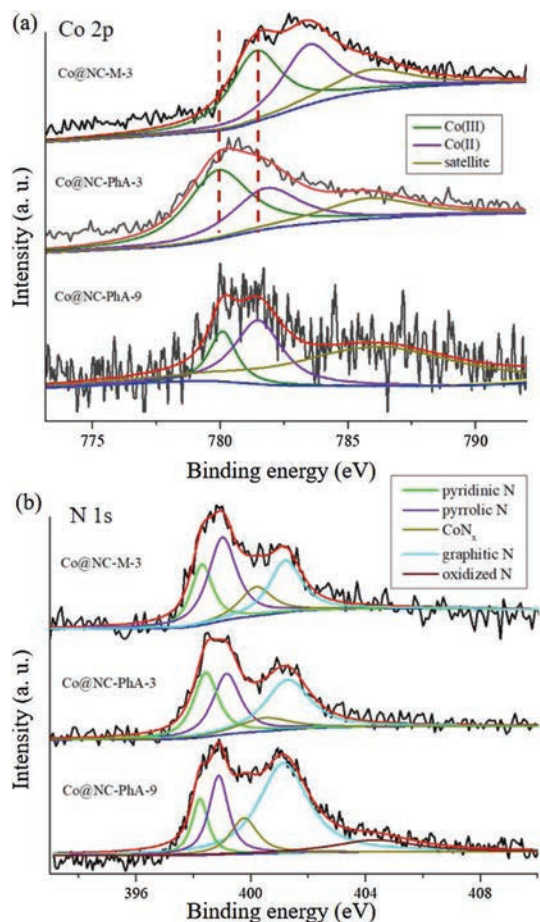 (a)
Co 2p
Co@NC-M-3
Co(III)
Co(II)
satellite
Co@NC-PhA-3
Co@NC-PhA-9
Intensity (a. u.)
775 780 785 790
Binding energy (eV)
(b)
N 1s
pyridinic N
pyrrolic N
CoNₓ
graphitic N
oxidized N
Co@NC-M-3
Co@NC-PhA-3
Co@NC-PhA-9
Intensity (a. u.)
396 400 404 408
Binding energy (eV)